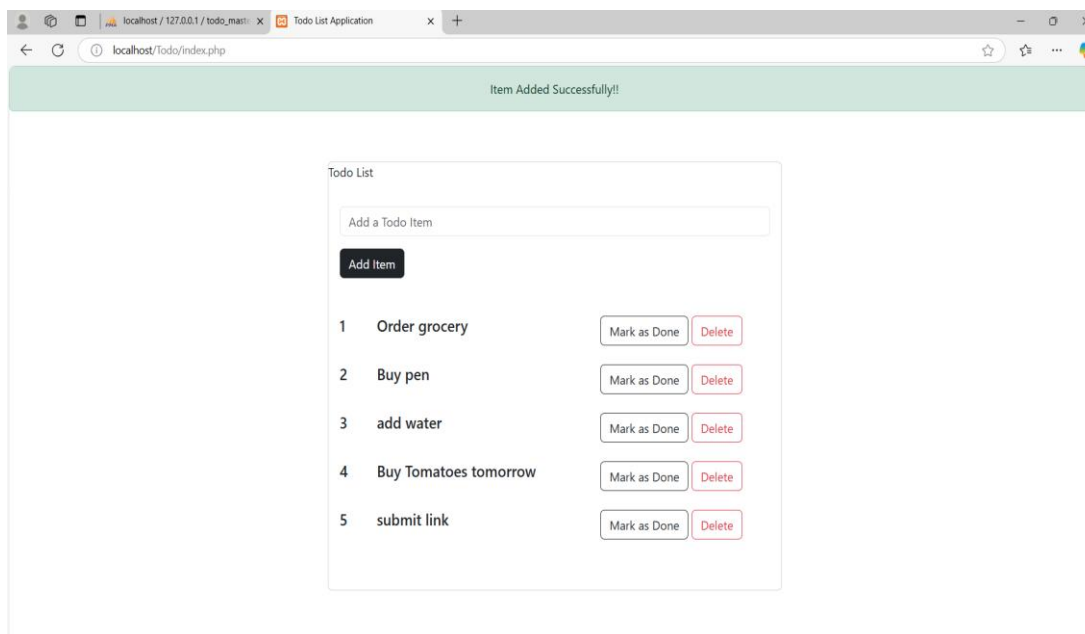 localhost / 127.0.0.1 / todo_mast
Todo List Application
localhost/Todo/index.php
Item Added Successfully!!
Todo List
Add a Todo Item
Add Item
1 Order grocery Mark as Done Delete
2 Buy pen Mark as Done Delete
3 add water Mark as Done Delete
4 Buy Tomatoes tomorrow Mark as Done Delete
5 submit link Mark as Done Delete